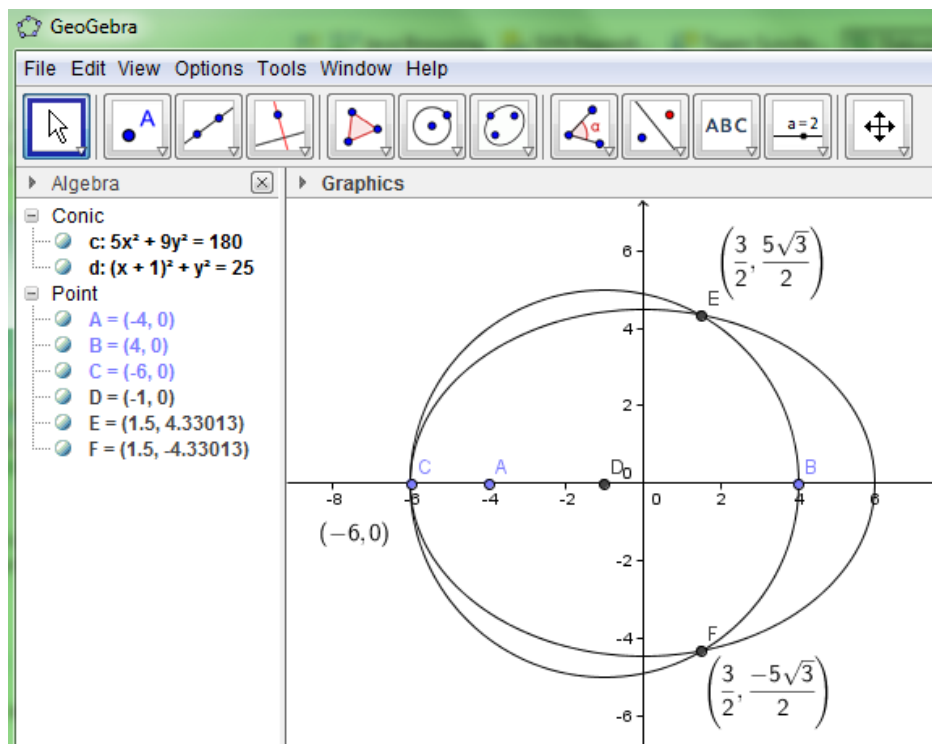 GeoGebra
File Edit View Options Tools Window Help
A α ABC a=2
Algebra
Graphics
Conic
c: 5x² + 9y² = 180
d: (x + 1)² + y² = 25
Point
A = (-4, 0)
B = (4, 0)
C = (-6, 0)
D = (-1, 0)
E = (1.5, 4.33013)
F = (1.5, -4.33013)
6
(3/2, 5√3/2)
E
4
2
C A D 0 B
-8 -6 -4 -2 0 2 4 6
(−6,0)
-2
-4
F
(3/2, −5√3/2)
-6